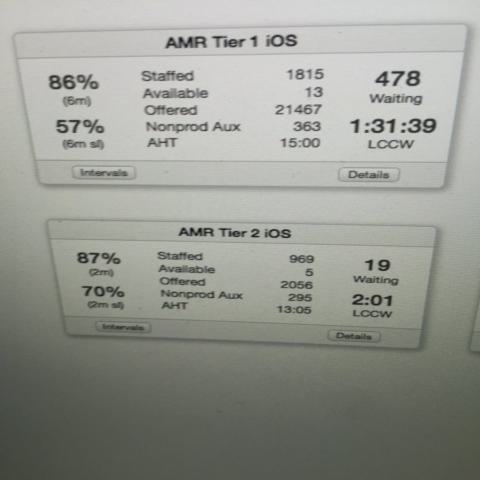 AMR Tier 1 iOS
86% Staffed 1815 478
(6m) Available 13 Waiting
Offered 21467
57% Nonprod Aux 363 1:31:39
(6m sl) AHT 15:00 LCCW
Intervals Details
AMR Tier 2 iOS
87% Staffed 969 19
(2m) Available 5 Waiting
Offered 2056
70% Nonprod Aux 295 2:01
(2m sl) AHT 13:05 LCCW
Intervals Details